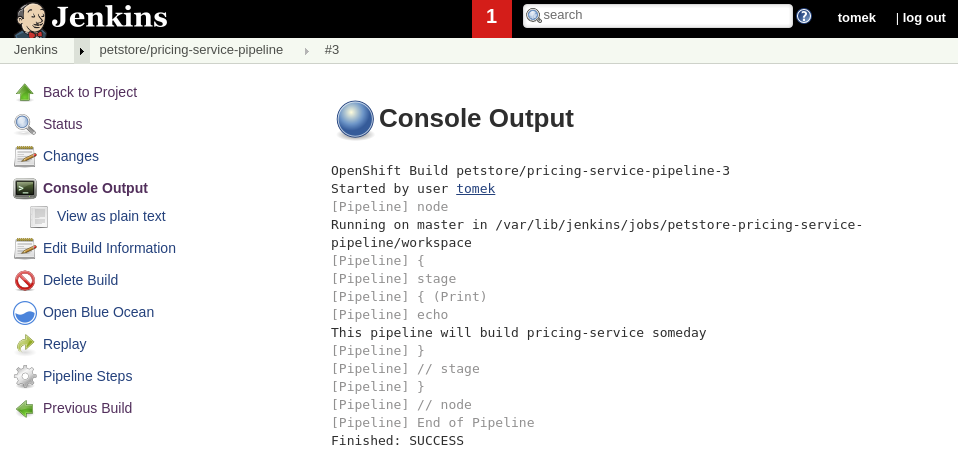 Jenkins
1
search
?
tomek
| log out
Jenkins
petstore/pricing-service-pipeline
#3
Back to Project
Status
Changes
Console Output
View as plain text
Edit Build Information
Delete Build
Open Blue Ocean
Replay
Pipeline Steps
Previous Build
Console Output
OpenShift Build petstore/pricing-service-pipeline-3
Started by user tomek
[Pipeline] node
Running on master in /var/lib/jenkins/jobs/petstore-pricing-service-
pipeline/workspace
[Pipeline] {
[Pipeline] stage
[Pipeline] { (Print)
[Pipeline] echo
This pipeline will build pricing-service someday
[Pipeline] }
[Pipeline] // stage
[Pipeline] }
[Pipeline] // node
[Pipeline] End of Pipeline
Finished: SUCCESS